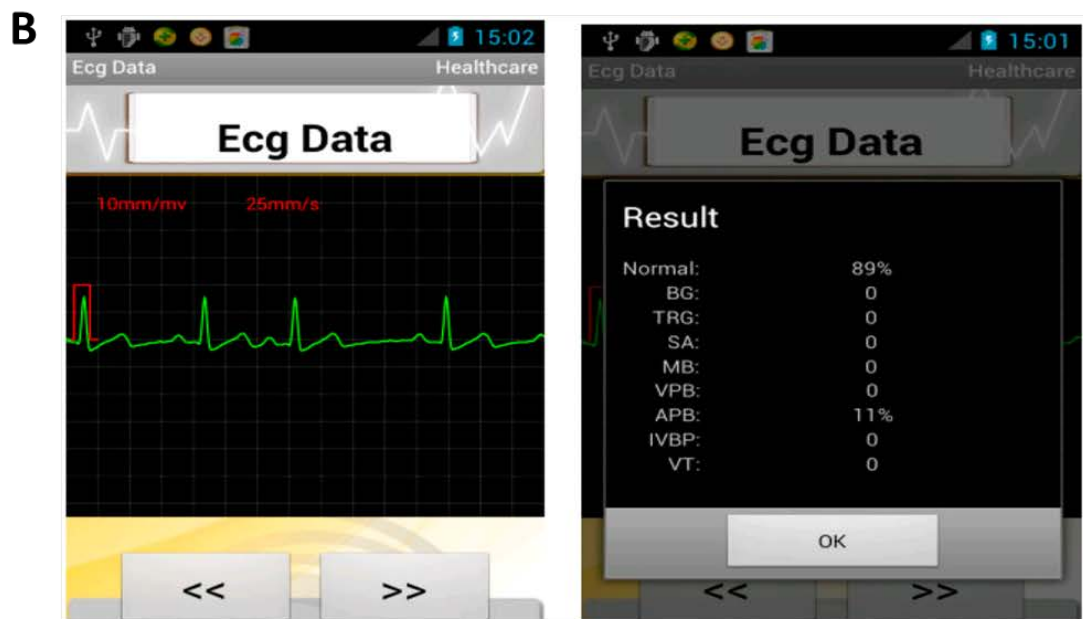 B
15:02
Ecg Data Healthcare
Ecg Data
10mm/mv 25mm/s
<< >>
15:01
Ecg Data Healthcare
Ecg Data
Result
Normal: 89%
BG: 0
TRG: 0
SA: 0
MB: 0
VPB: 0
APB: 11%
IVBP: 0
VT: 0
OK
<< >>